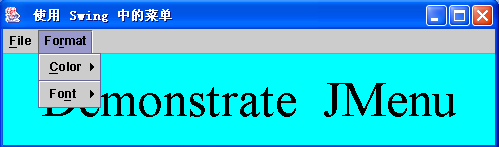 使用 Swing 中的菜单
File Format
Color
Font
Demonstrate JMenu